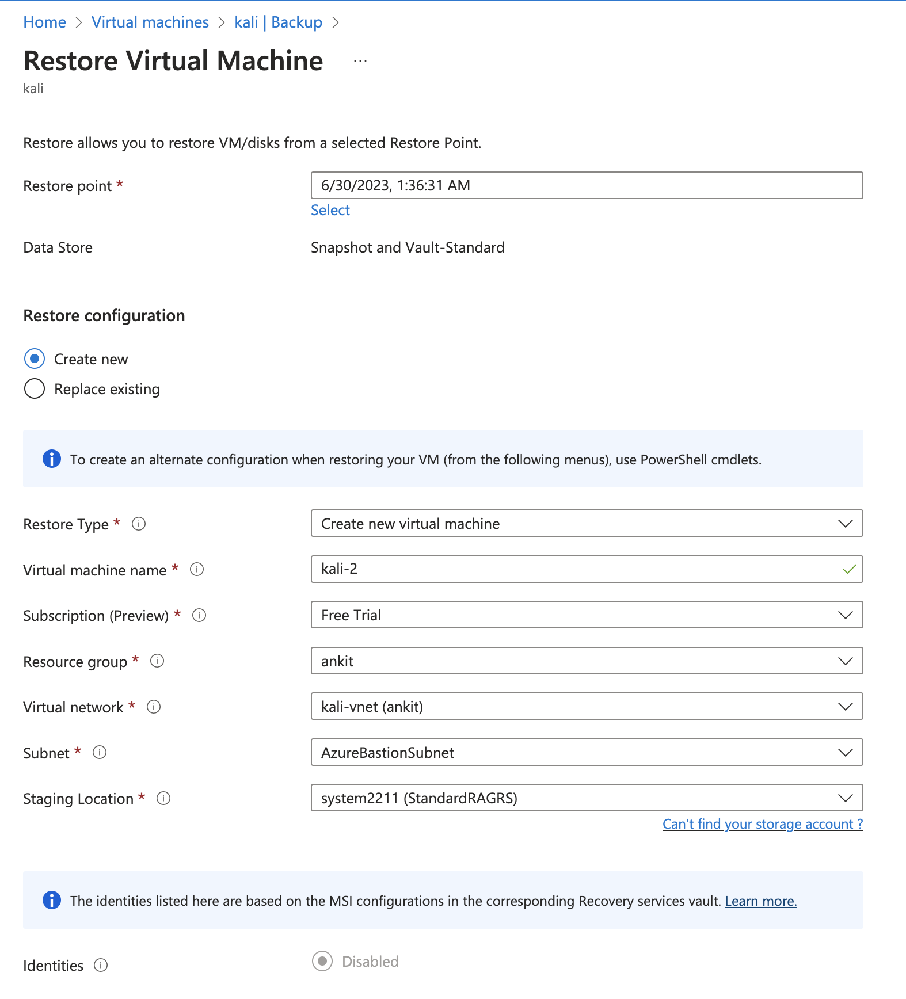 Home > Virtual machines > kali | Backup >
Restore Virtual Machine ...
kali
Restore allows you to restore VM/disks from a selected Restore Point.
Restore point * 6/30/2023, 1:36:31 AM
Select
Data Store Snapshot and Vault-Standard
Restore configuration
Create new
Replace existing
To create an alternate configuration when restoring your VM (from the following menus), use PowerShell cmdlets.
Restore Type * Create new virtual machine
Virtual machine name * kali-2
Subscription (Preview) * Free Trial
Resource group * ankit
Virtual network * kali-vnet (ankit)
Subnet * AzureBastionSubnet
Staging Location * system2211 (StandardRAGRS)
Can't find your storage account ?
The identities listed here are based on the MSI configurations in the corresponding Recovery services vault. Learn more.
Identities Disabled